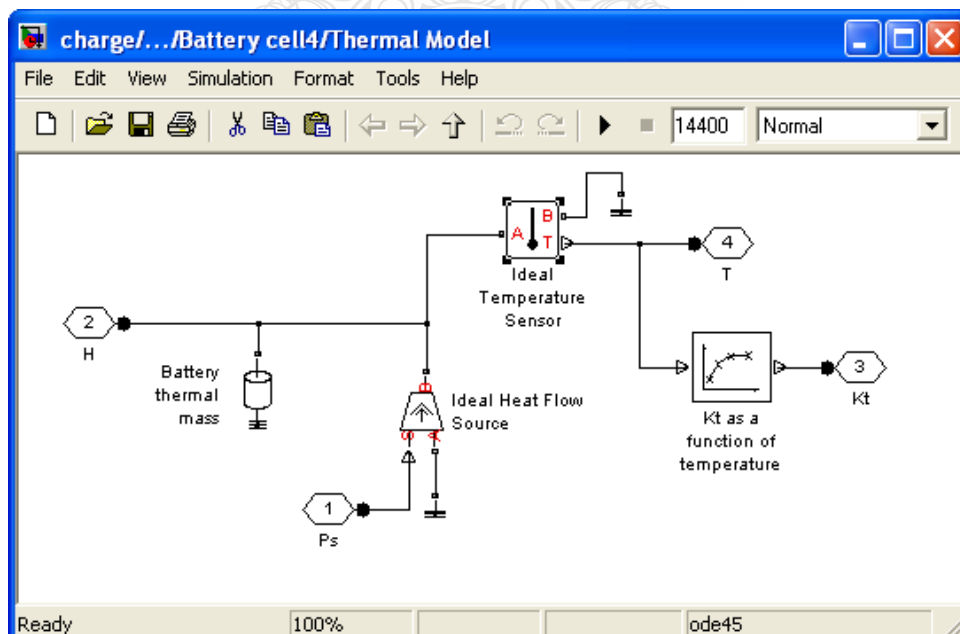 charge/.../Battery cell4/Thermal Model
File Edit View Simulation Format Tools Help
14400 Normal
B
A
T
Ideal
Temperature
Sensor
4
T
2
H
Battery
thermal
mass
B
Ideal Heat Flow
Source
S A
1
Ps
Kt as a
function of
temperature
3
Kt
Ready 100% ode45